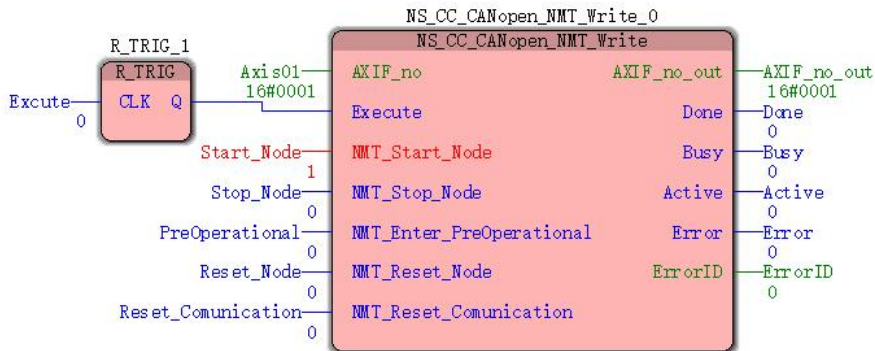 NS_CC_CANopen_NMT_Write_0
R_TRIG_1
NS_CC_CANopen_NMT_Write
R_TRIG
Axis01 AXIF_no AXIF_no_out AXIF_no_out
16#0001 16#0001
Excute CLK Q Execute Done Done
0 0
Start_Node NMT_Start_Node Busy Busy
1 0
Stop_Node NMT_Stop_Node Active Active
0 0
PreOperational NMT_Enter_PreOperational Error Error
0 0
Reset_Node NMT_Reset_Node ErrorID ErrorID
0 0
Reset_Comunication NMT_Reset_Comunication
0